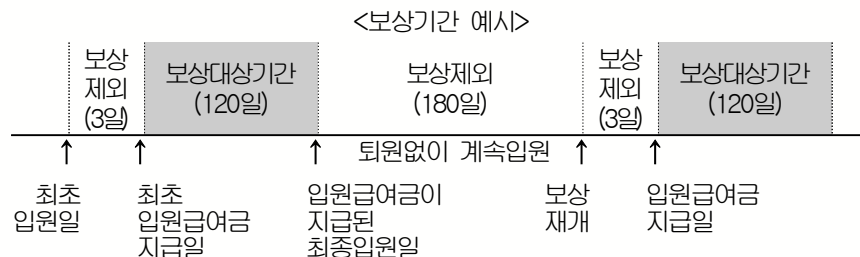 <보상기간 예시>
보상
제외
(3일)
보상대상기간
(120일)
보상제외
(180일)
보상
제외
(3일)
보상대상기간
(120일)
↑ ↑ ↑ 퇴원없이 계속입원 ↑ ↑
최초
입원일
최초
입원급여금
지급일
입원급여금이
지급된
최종입원일
보상
재개
입원급여금
지급일